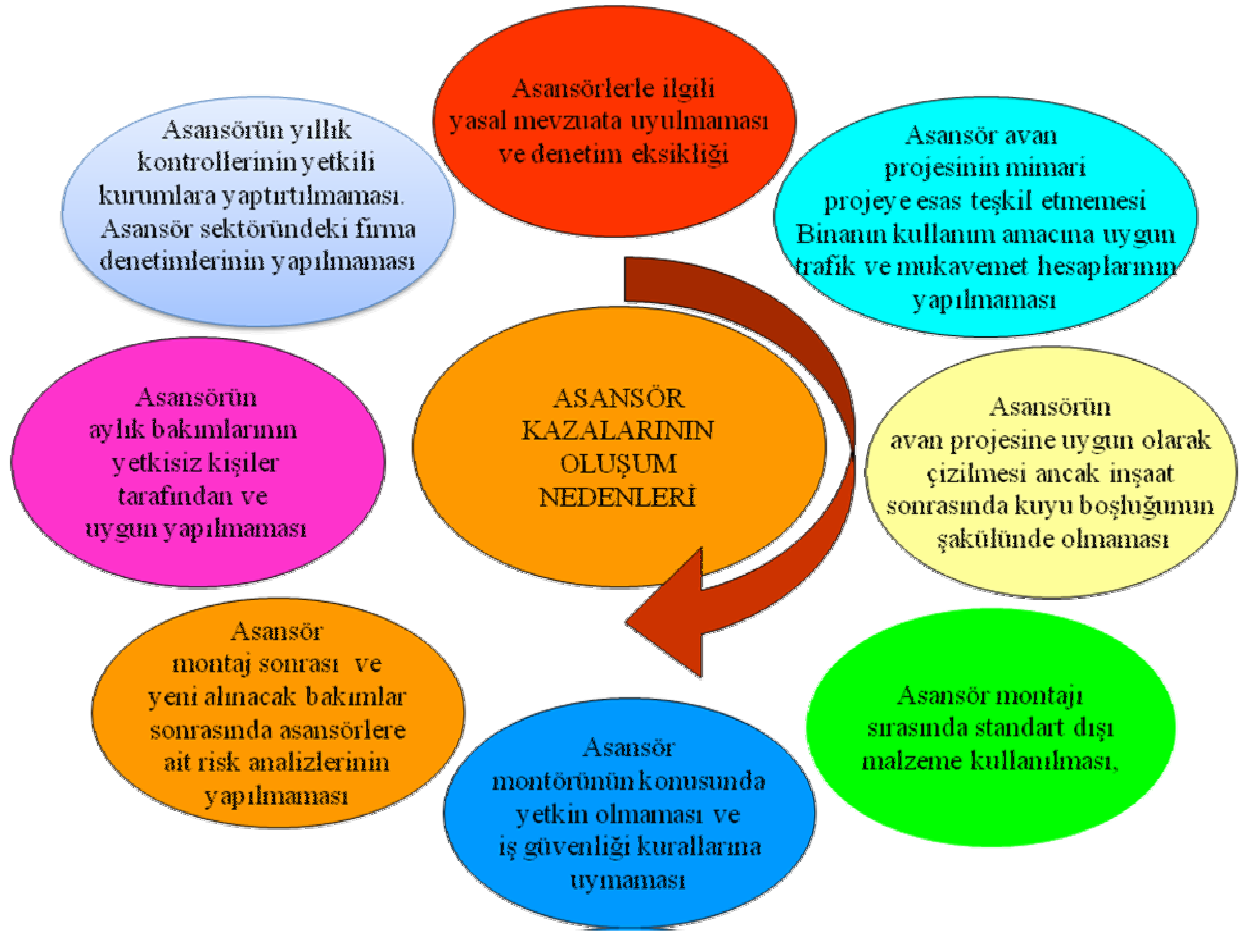 Asansörlerle ilgili
yasal mevzuata uyulmaması
ve denetim eksikliği
Asansör avan
projesinin mimari
projeye esas teşkil etmemesi
Binanın kullanım amacına uygun
trafik ve mukavemet hesaplarının
yapılmaması
Asansörün
avan projesine uygun olarak
çizilmesi ancak inşaat
sonrasında kuyu boşluğunun
şakülünde olmaması
Asansör montajı
sırasında standart dışı
malzeme kullanılması,
Asansör
montörünün konusunda
yetkin olmaması ve
iş güvenliği kurallarına
uymaması
Asansör
montaj sonrası ve
yeni alınacak bakımlar
sonrasında asansörlere
ait risk analizlerinin
yapılmaması
Asansörün
aylık bakımlarının
yetkisiz kişiler
tarafından ve
uygun yapılmaması
Asansörün yıllık
kontrollerinin yetkili
kurumlara yaptırtılmaması.
Asansör sektöründeki firma
denetimlerinin yapılmaması
ASANSÖR
KAZALARININ
OLUŞUM
NEDENLERİ